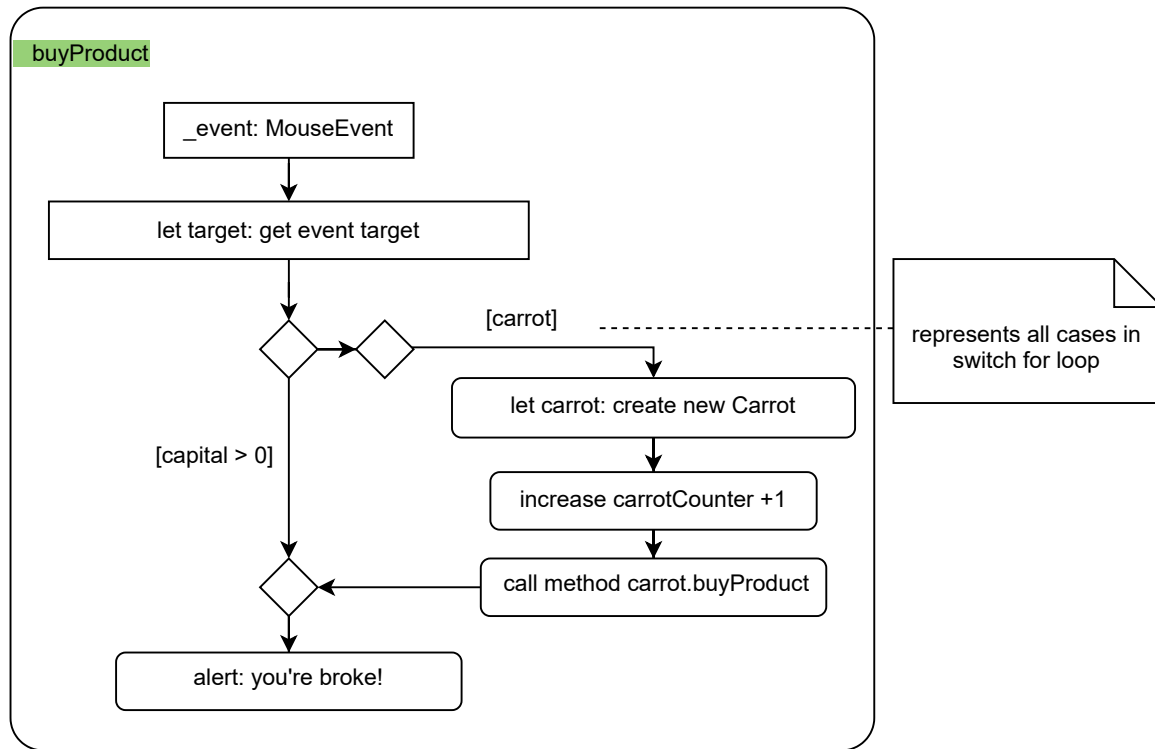 buyProduct
_event: MouseEvent
let target: get event target
[carrot]
represents all cases in
switch for loop
let carrot: create new Carrot
[capital > 0]
increase carrotCounter +1
call method carrot.buyProduct
alert: you're broke!